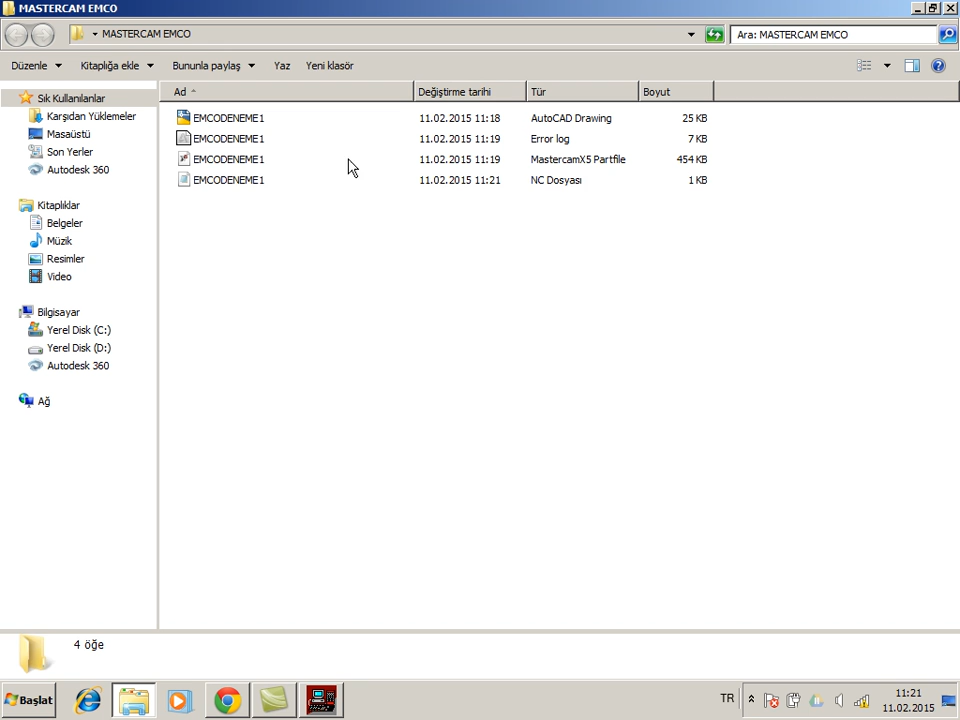 MASTERCAM EMCO
MASTERCAM EMCO
Ara: MASTERCAM EMCO
Düzenle
Kitaplığa ekle
Bununla paylaş
Yaz
Yeni klasör
Sık Kullanılanlar
Karşıdan Yüklemeler
Masaüstü
Son Yerler
Autodesk 360
Kitaplıklar
Belgeler
Müzik
Resimler
Video
Bilgisayar
Yerel Disk (C:)
Yerel Disk (D:)
Autodesk 360
Ağ
Ad Değiştirme tarihi Tür Boyut
EMCODENEME1 11.02.2015 11:18 AutoCAD Drawing 25 KB
EMCODENEME1 11.02.2015 11:19 Error log 7 KB
EMCODENEME1 11.02.2015 11:19 MastercamX5 Partfile 454 KB
EMCODENEME1 11.02.2015 11:21 NC Dosyası 1 KB
4 öğe
Başlat
TR
11:21
11.02.2015